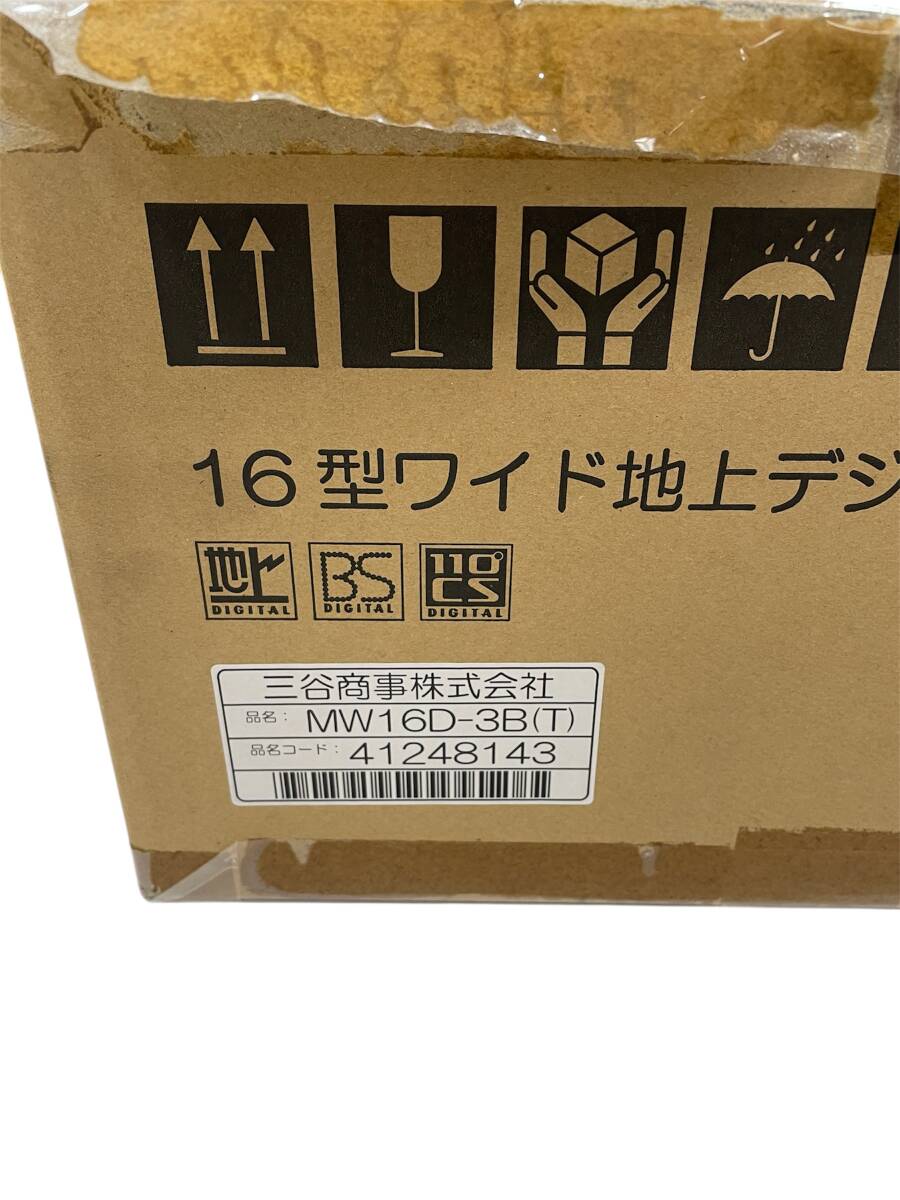 16型ワイド地上デジ
地上 DIGITAL BS DIGITAL 110°CS DIGITAL
三谷商事株式会社
品名: MW16D-3B(T)
品名コード: 41248143